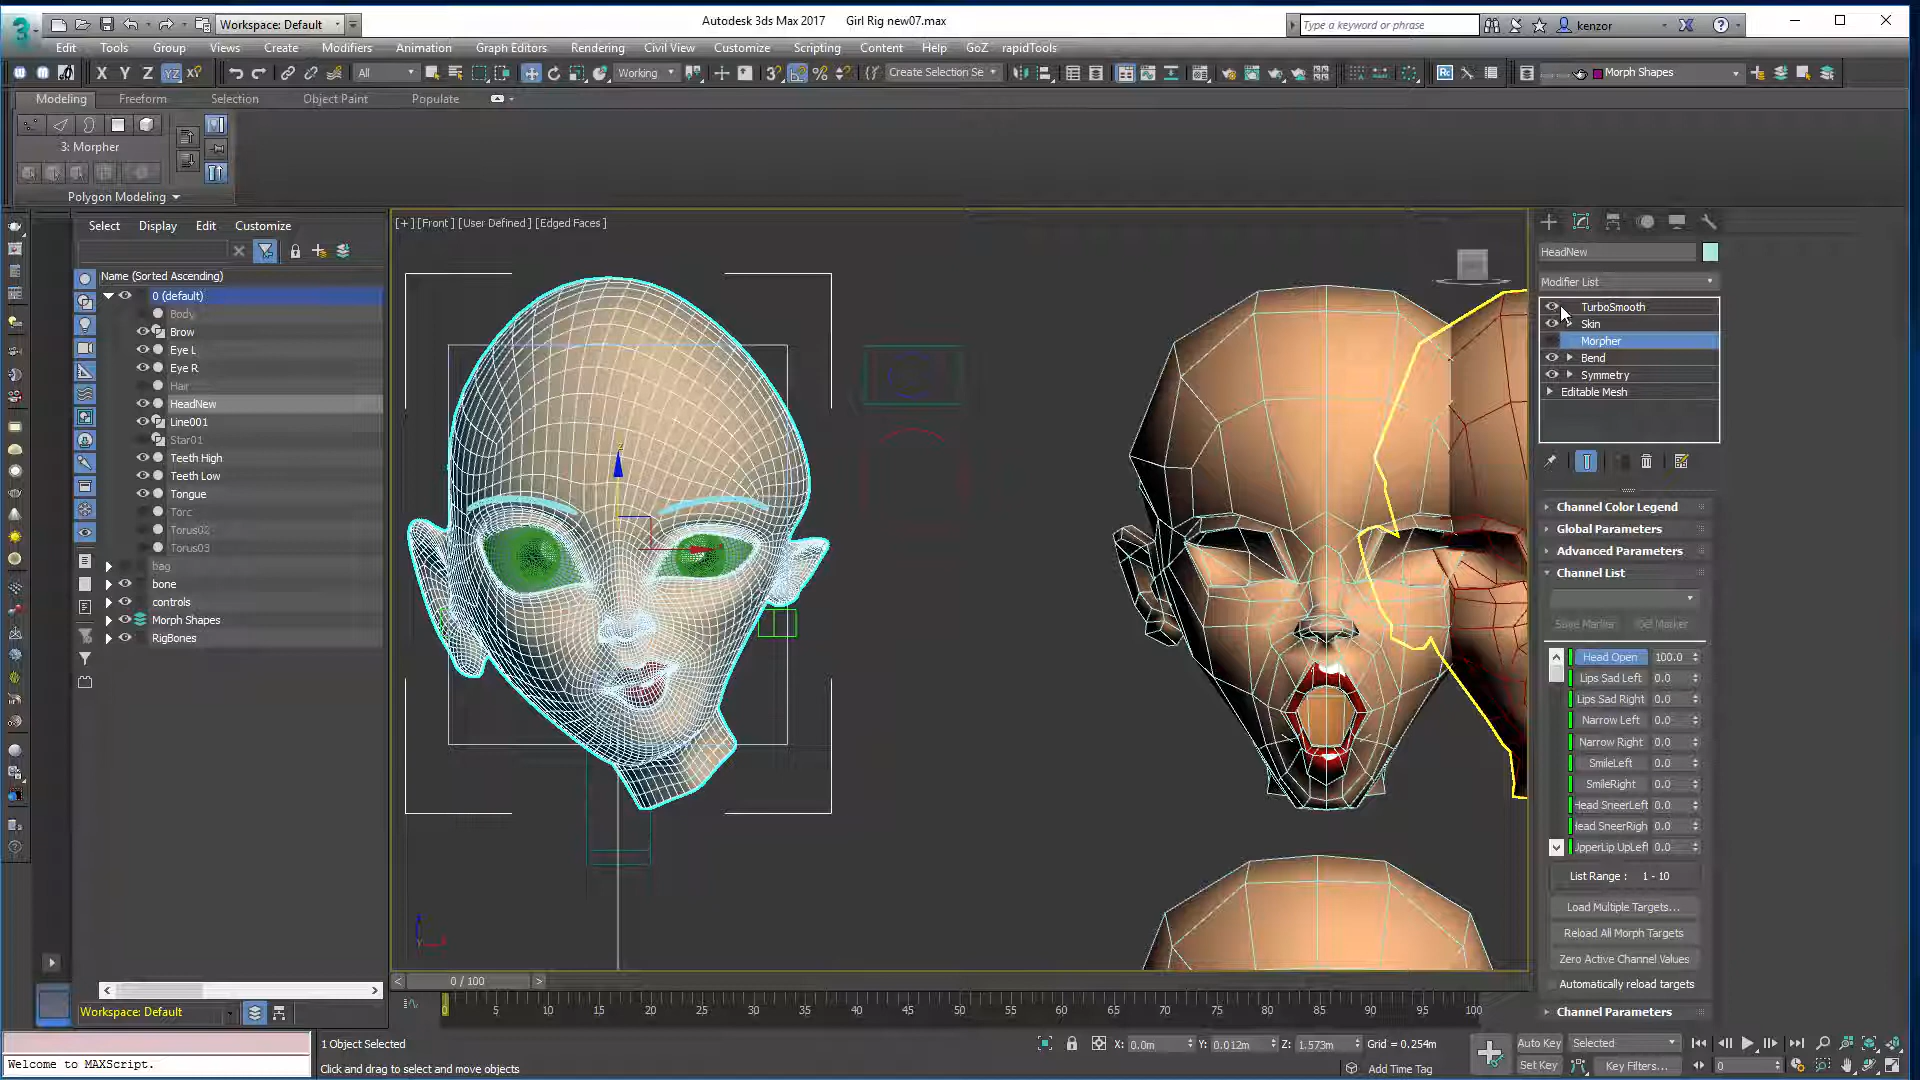 Workspace: Default
Autodesk 3ds Max 2017 Girl Rig new07.max
Type a keyword or phrase
kenzor
Edit Tools Group Views Create Modifiers Animation Graph Editors Rendering Civil View Customize Scripting Content Help GoZ rapidTools
X Y Z YZ XY
All
Working
Create Selection Se
Morph Shapes
Modeling Freeform Selection Object Paint Populate
3: Morpher
Polygon Modeling
Select Display Edit Customize
Name (Sorted Ascending)
0 (default)
Body
Brow
Eye L
Eye R
Hair
HeadNew
Line001
Star01
Teeth High
Teeth Low
Tongue
Torc
Torus02
Torus03
bag
bone
controls
Morph Shapes
RigBones
Workspace: Default
[+] [Front] [User Defined] [Edged Faces]
HeadNew
Modifier List
TurboSmooth
Skin
Morpher
Bend
Symmetry
Editable Mesh
Channel Color Legend
Global Parameters
Advanced Parameters
Channel List
Save Marker
Head Open 100.0
Lips Sad Left 0.0
Lips Sad Right 0.0
Narrow Left 0.0
Narrow Right 0.0
SmileLeft 0.0
SmileRight 0.0
Head SneerLeft 0.0
Head SneerRigh 0.0
UpperLip UpLeft 0.0
List Range : 1 - 10
Load Multiple Targets...
Reload All Morph Targets
Zero Active Channel Values
Automatically reload targets
Channel Parameters
0 / 100
0 5 10 15 20 25 30 35 40 45 50 55 60 65 70 75 80 85 90 95 100
Welcome to MAXScript.
1 Object Selected
Click and drag to select and move objects
X: 0.0m Y: 0.012m Z: 1.573m Grid = 0.254m
Add Time Tag
Auto Key Selected
Set Key Key Filters...
0